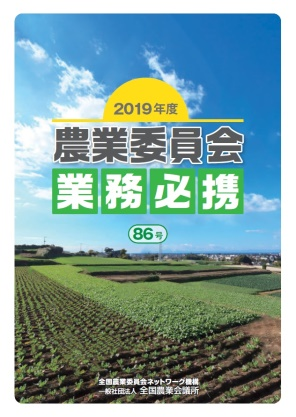 2019年度
農業委員会
業務必携
86号
全国農業委員会ネットワーク機構
一般社団法人 全国農業会議所